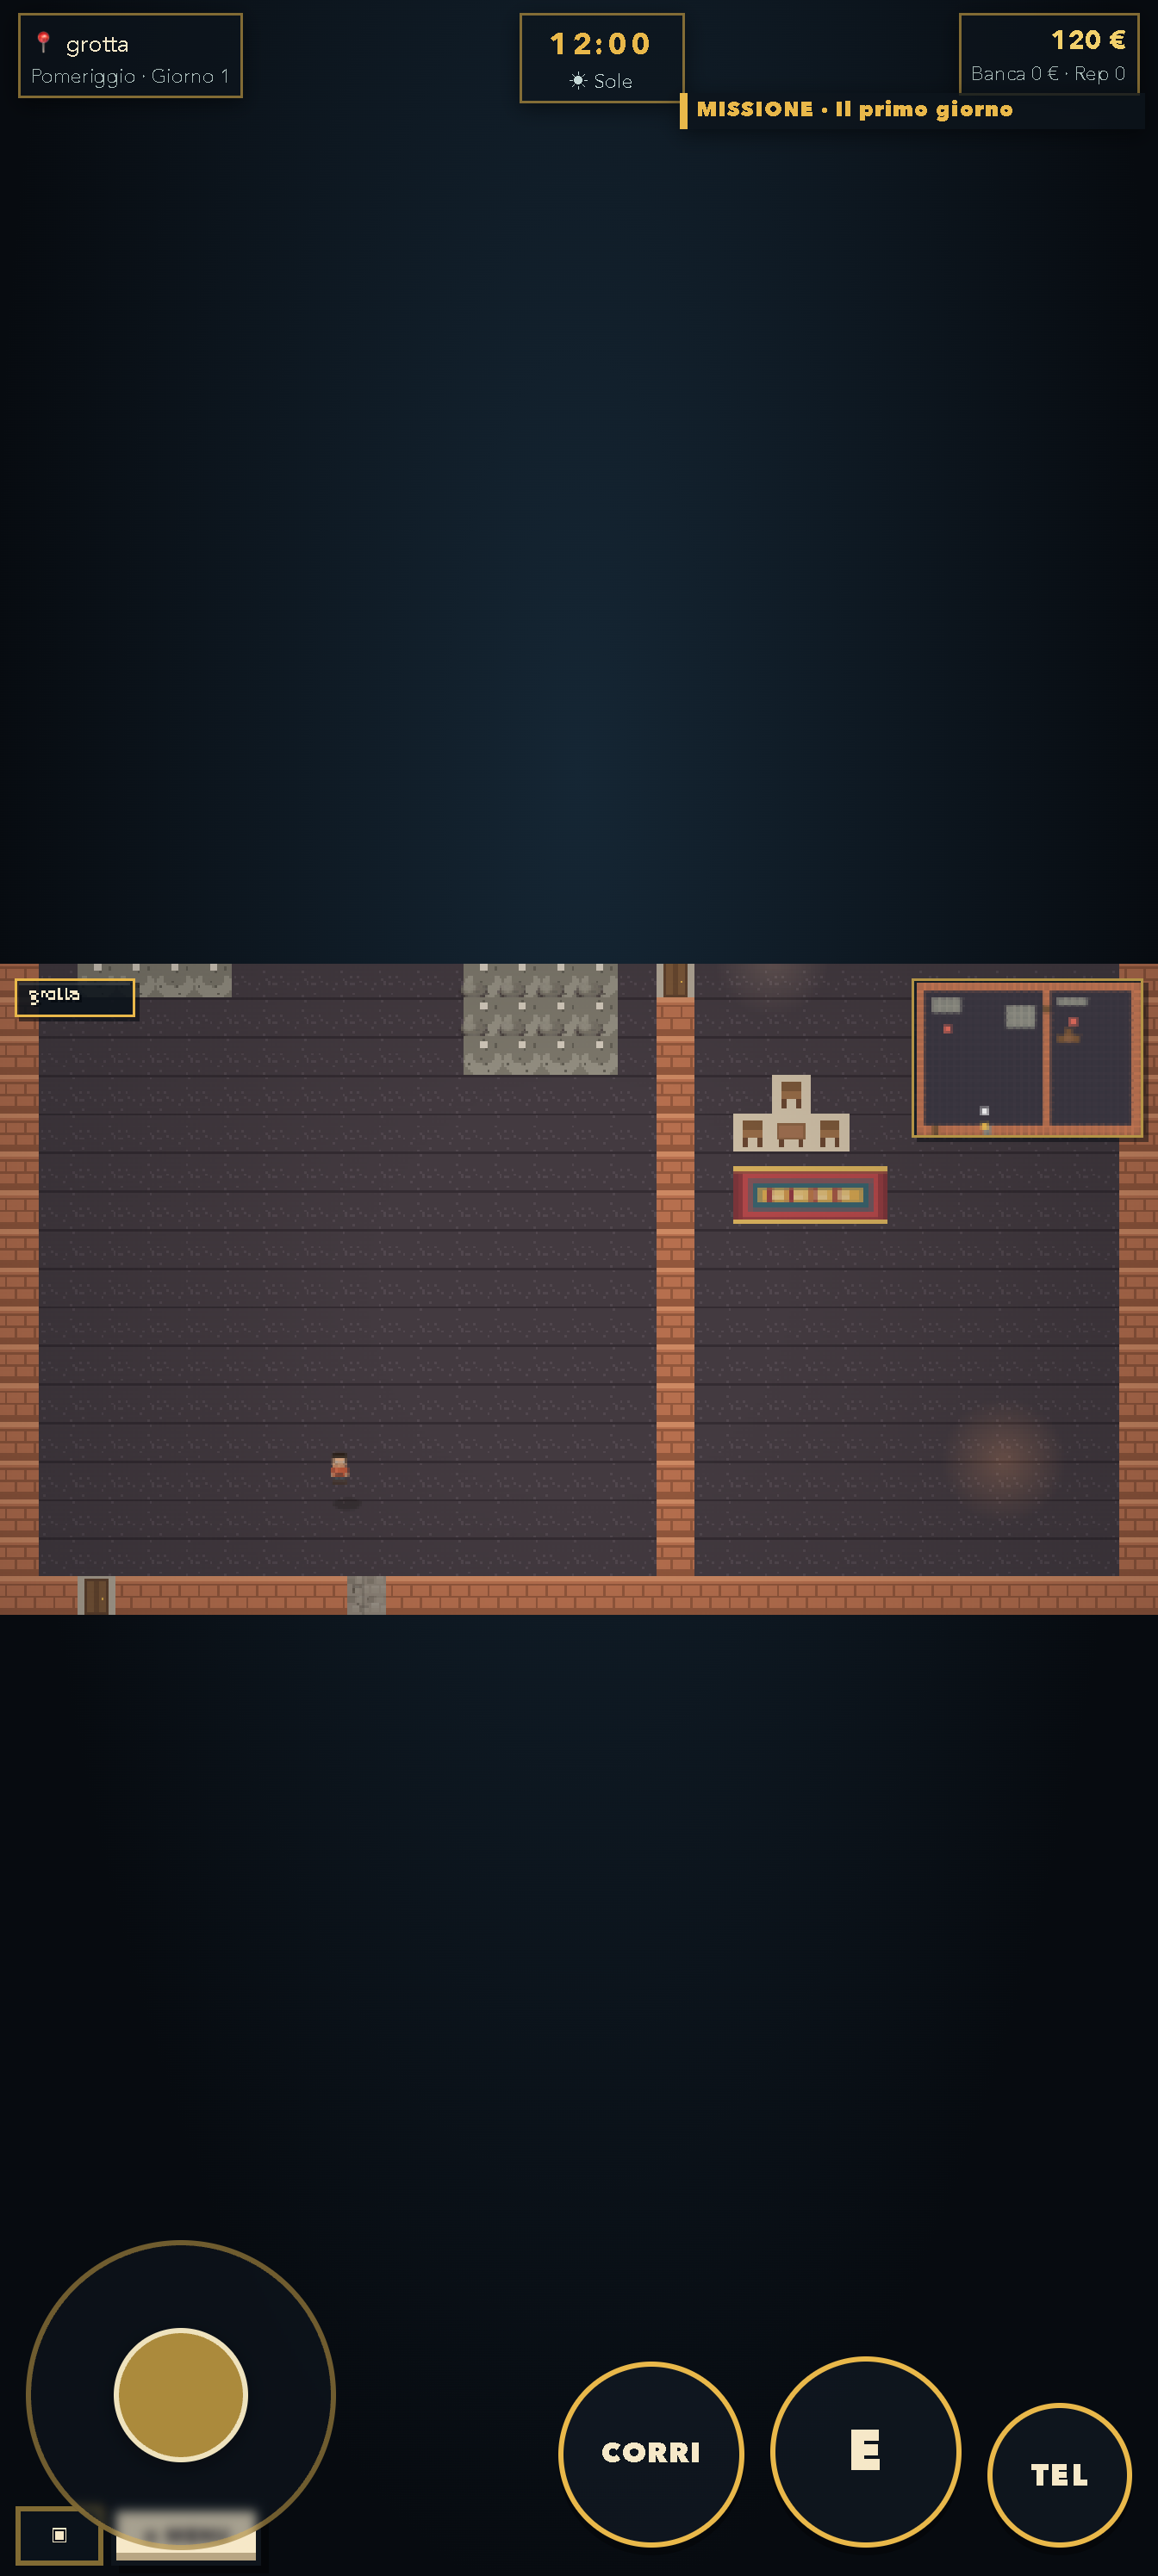 grotta
Pomeriggio · Giorno 1
12:00
Sole
120 €
Banca 0 € · Rep 0
MISSIONE · Il primo giorno
grotta
CORRI
E
TEL